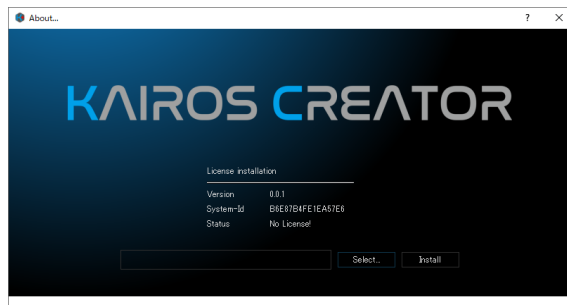 About...
KAIROS CREATOR
License installation
Version 0.0.1
System-Id B6E87B4FE1EA57E6
Status No License!
Select... Install